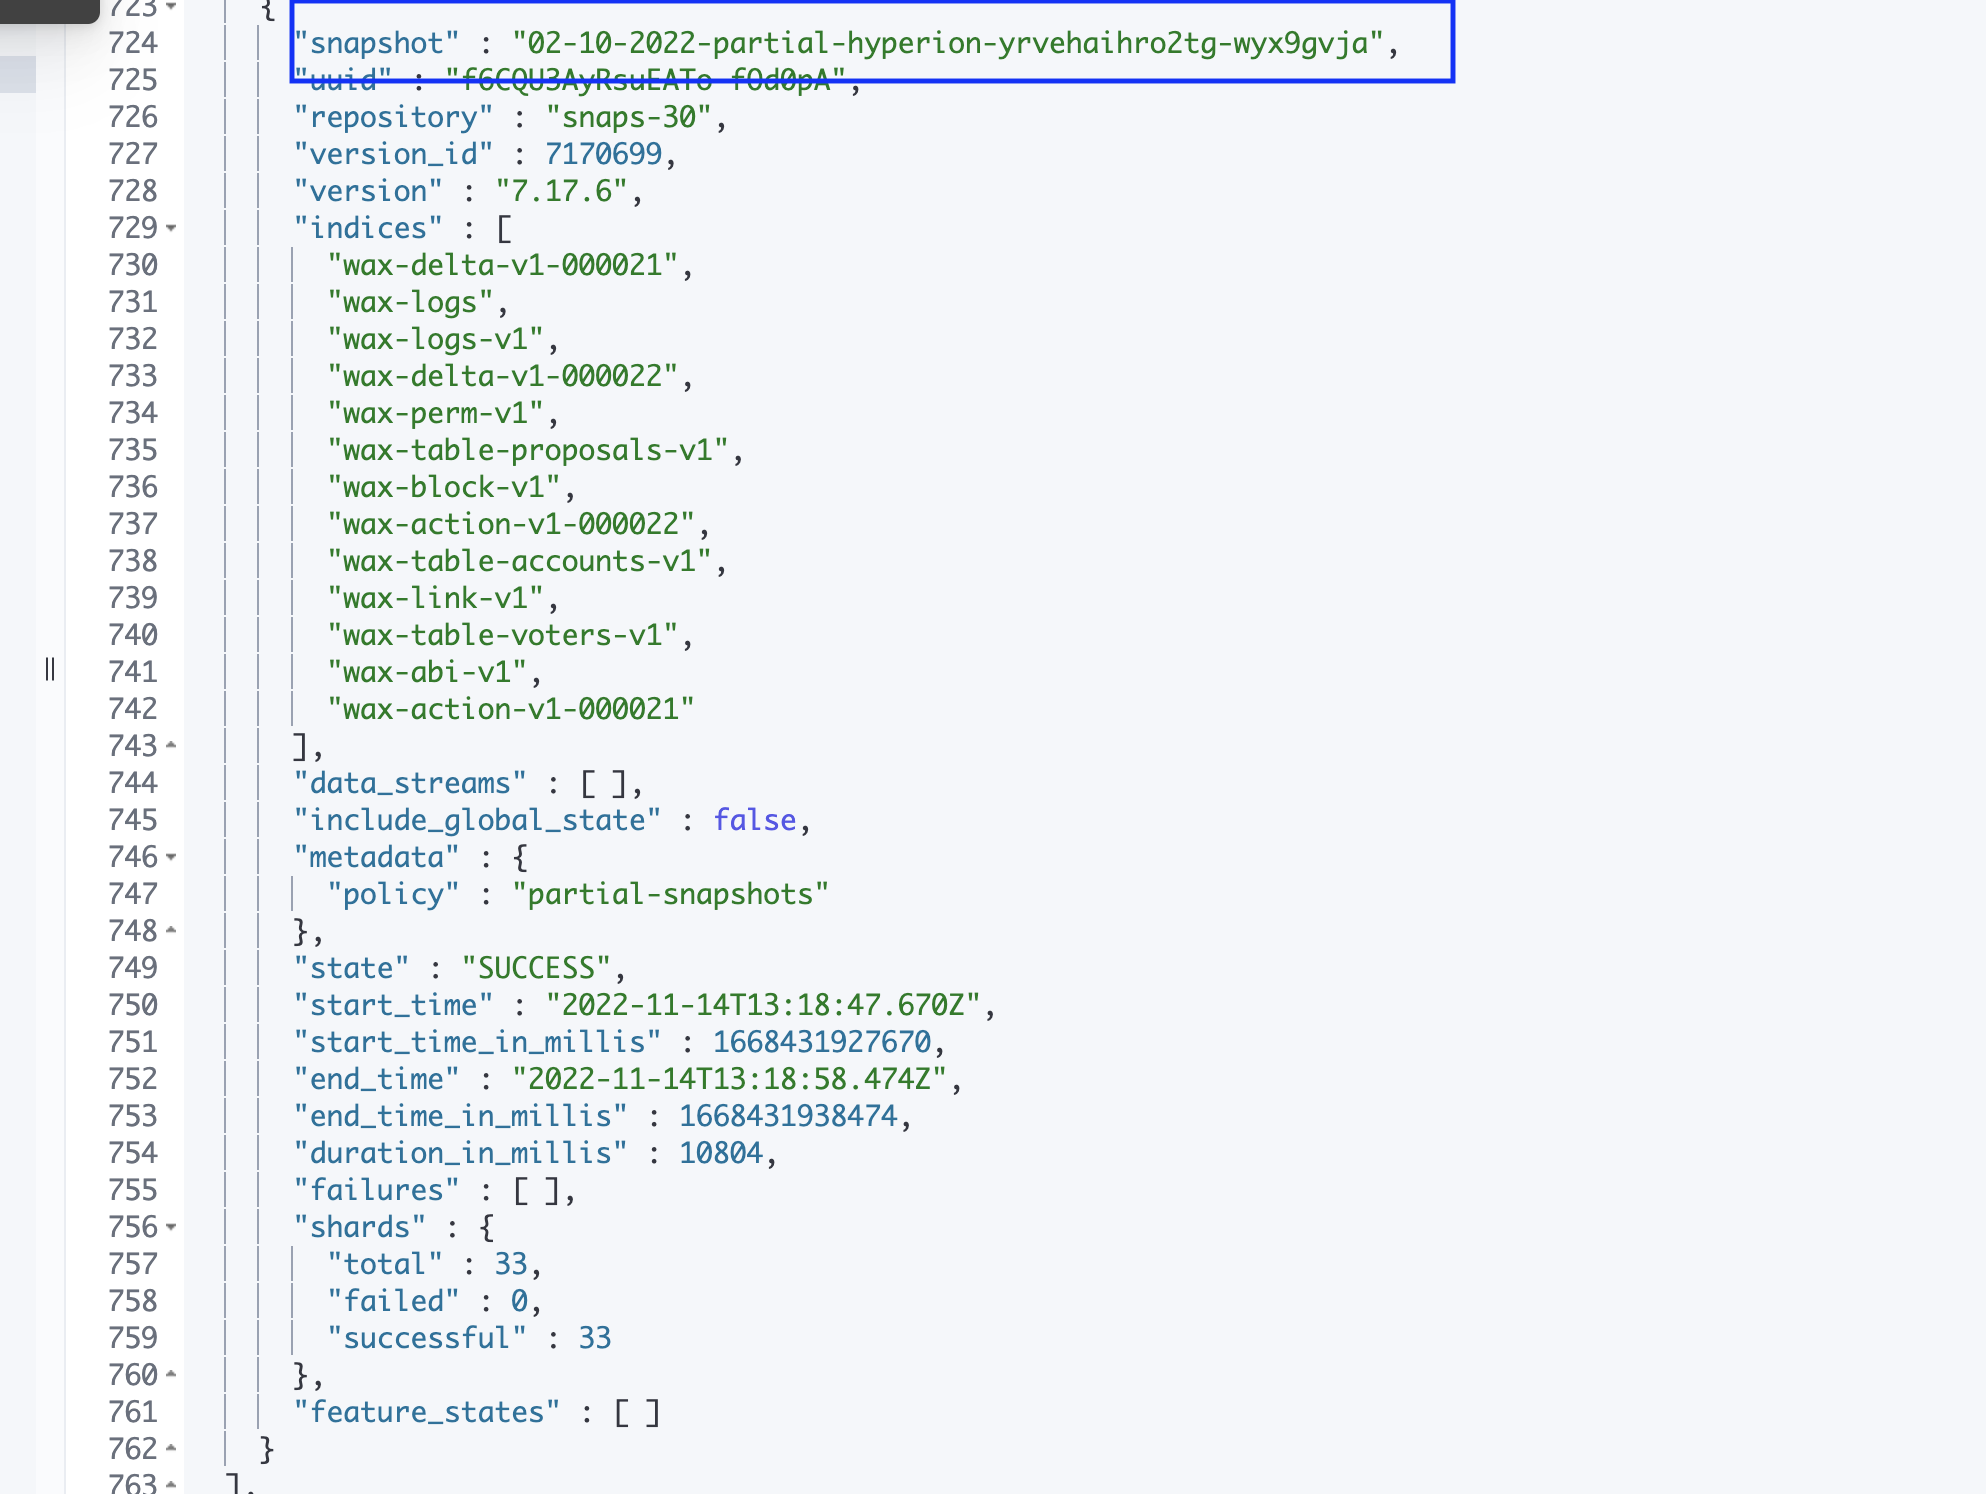 723 {
724 "snapshot" : "02-10-2022-partial-hyperion-yrvehaihro2tg-wyx9gvja",
725 "uuid" : "f6CQU3AyRsuEATo fOd0pA",
726 "repository" : "snaps-30",
727 "version_id" : 7170699,
728 "version" : "7.17.6",
729 "indices" : [
730 "wax-delta-v1-000021",
731 "wax-logs",
732 "wax-logs-v1",
733 "wax-delta-v1-000022",
734 "wax-perm-v1",
735 "wax-table-proposals-v1",
736 "wax-block-v1",
737 "wax-action-v1-000022",
738 "wax-table-accounts-v1",
739 "wax-link-v1",
740 "wax-table-voters-v1",
741 "wax-abi-v1",
742 "wax-action-v1-000021"
743 ],
744 "data_streams" : [ ],
745 "include_global_state" : false,
746 "metadata" : {
747 "policy" : "partial-snapshots"
748 },
749 "state" : "SUCCESS",
750 "start_time" : "2022-11-14T13:18:47.670Z",
751 "start_time_in_millis" : 1668431927670,
752 "end_time" : "2022-11-14T13:18:58.474Z",
753 "end_time_in_millis" : 1668431938474,
754 "duration_in_millis" : 10804,
755 "failures" : [ ],
756 "shards" : {
757 "total" : 33,
758 "failed" : 0,
759 "successful" : 33
760 },
761 "feature_states" : [ ]
762 }
763 ],